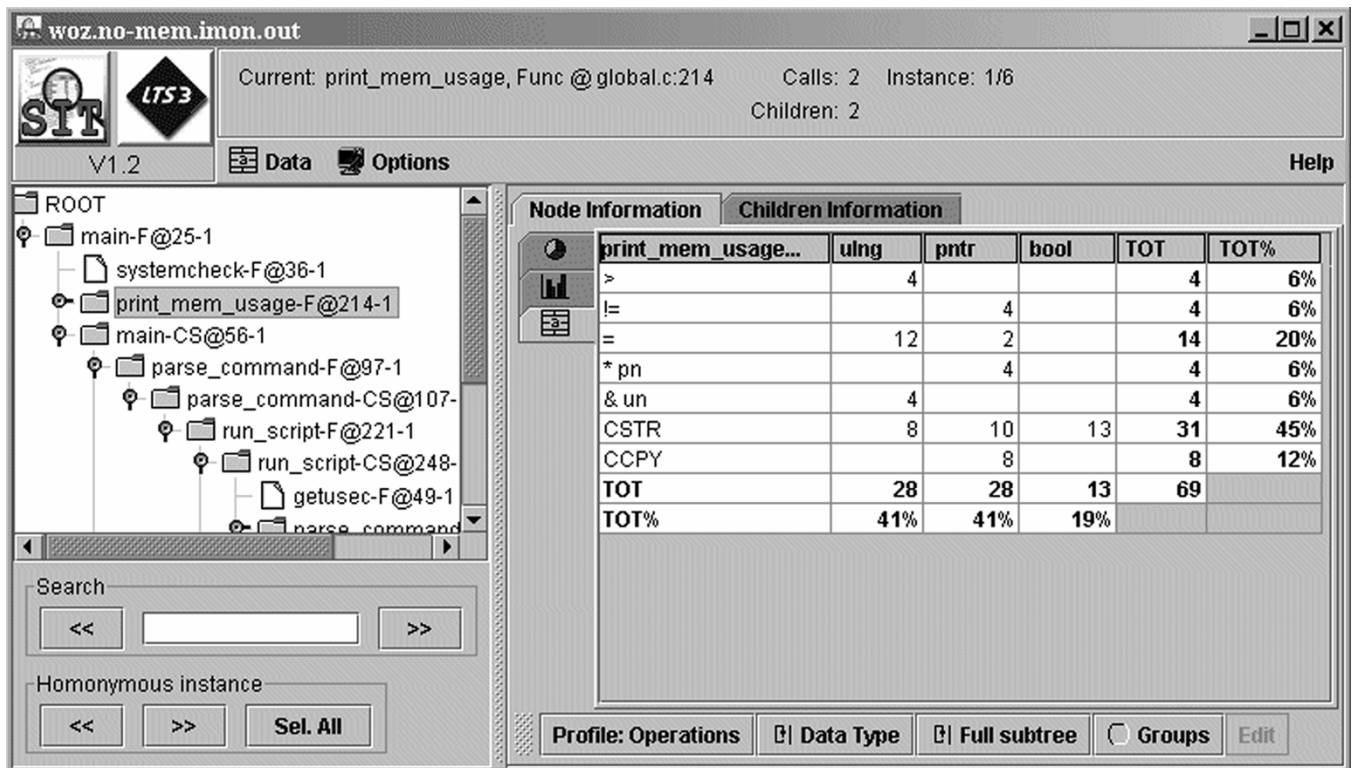 woz.no-mem.imon.out
SIT
LTS3
V1.2
Current: print_mem_usage, Func @ global.c:214 Calls: 2 Instance: 1/6
Children: 2
Data Options Help
ROOT
main-F@25-1
systemcheck-F@36-1
print_mem_usage-F@214-1
main-CS@56-1
parse_command-F@97-1
parse_command-CS@107-
run_script-F@221-1
run_script-CS@248-
getusec-F@49-1
parse_command
Search
<< >>
Homonymous instance
<< >> Sel. All
Node Information Children Information
print_mem_usage... ulng pntr bool TOT TOT%
> 4 4 6%
!= 4 4 6%
= 12 2 14 20%
* pn 4 4 6%
& un 4 4 6%
CSTR 8 10 13 31 45%
CCPY 8 8 12%
TOT 28 28 13 69
TOT% 41% 41% 19%
Profile: Operations Data Type Full subtree Groups Edit